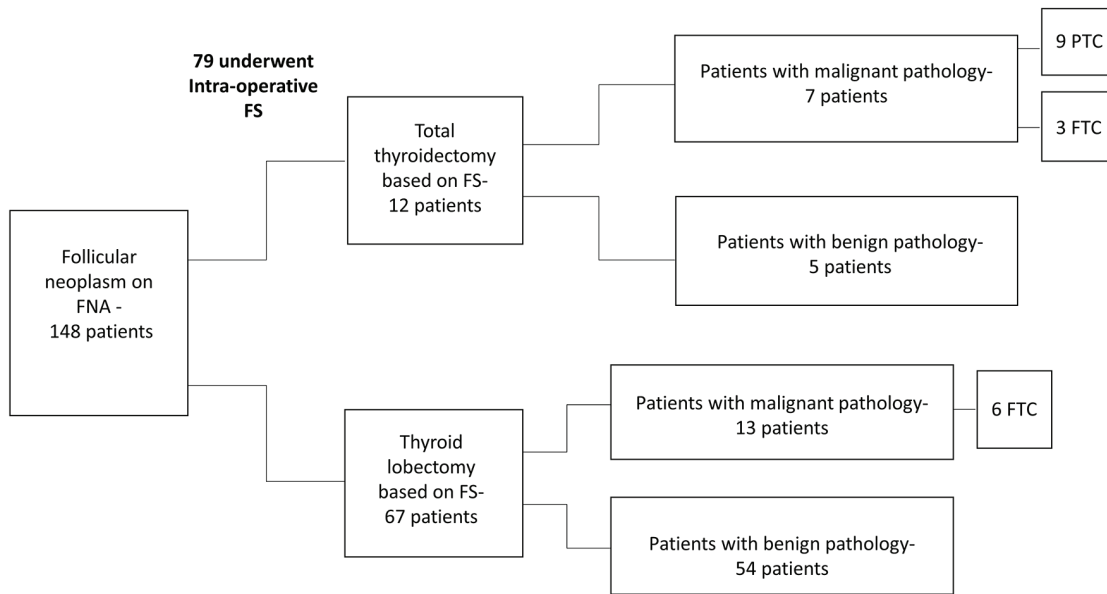 79 underwent
Intra-operative
FS
Follicular
neoplasm on
FNA -
148 patients
Total
thyroidectomy
based on FS-
12 patients
Patients with malignant pathology-
7 patients
9 PTC
3 FTC
Patients with benign pathology-
5 patients
Thyroid
lobectomy
based on FS-
67 patients
Patients with malignant pathology-
13 patients
6 FTC
Patients with benign pathology-
54 patients